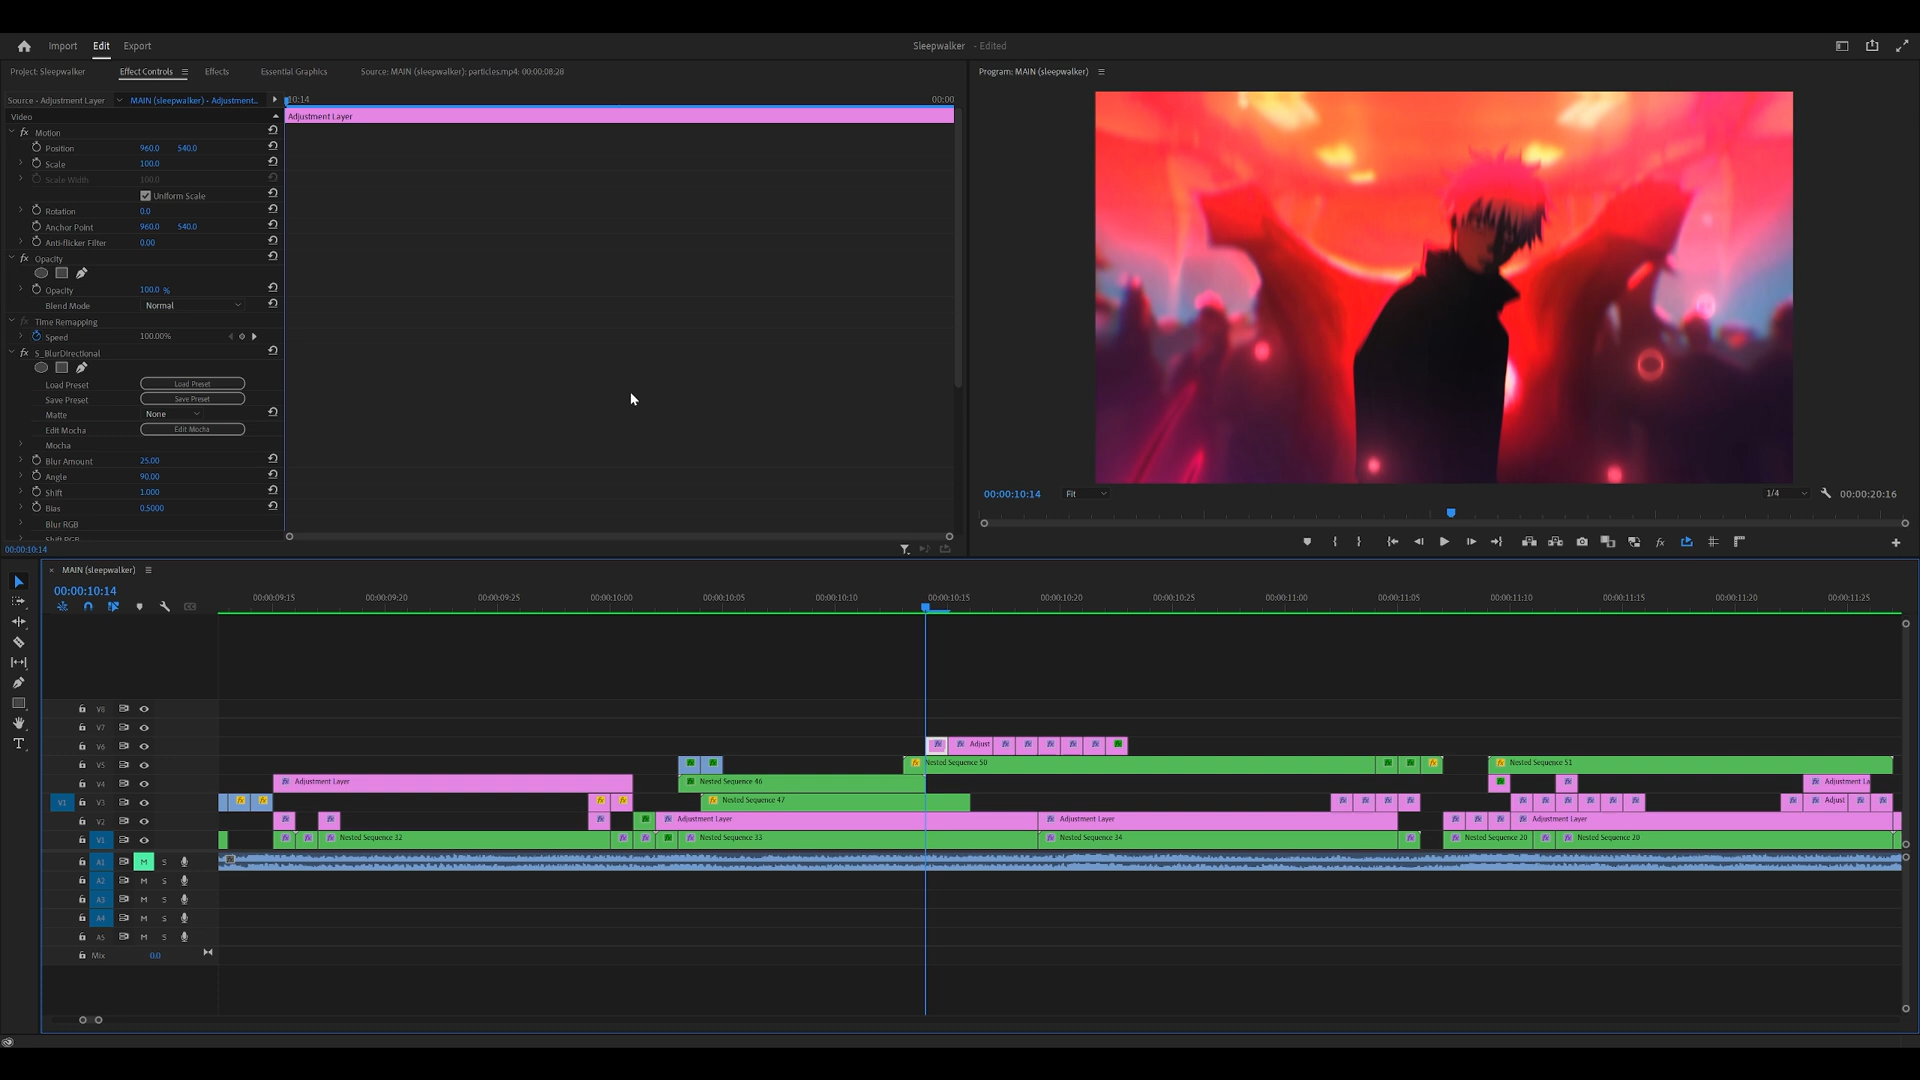 Import Edit Export
Sleepwalker - Edited
Project: Sleepwalker Effect Controls Effects Essential Graphics Source: MAIN (sleepwalker): particles.mp4: 00:00:08:28
Program: MAIN (sleepwalker)
Source - Adjustment Layer MAIN (sleepwalker) - Adjustment... 10:14 00:00
Video
Adjustment Layer
fx Motion
Position 960.0 540.0
Scale 100.0
Scale Width 100.0
Uniform Scale
Rotation 0.0
Anchor Point 960.0 540.0
Anti-flicker Filter 0.00
fx Opacity
Opacity 100.0 %
Blend Mode Normal
fx Time Remapping
Speed 100.00%
fx S_BlurDirectional
Load Preset Load Preset
Save Preset Save Preset
Matte None
Edit Mocha Edit Mocha
Mocha
Blur Amount 25.00
Angle 90.00
Shift 1.000
Bias 0.5000
Blur RGB
Shift RGB
00:00:10:14
00:00:10:14 Fit 1/4 00:00:20:16
× MAIN (sleepwalker)
00:00:10:14
00:00:09:15 00:00:09:20 00:00:09:25 00:00:10:00 00:00:10:05 00:00:10:10 00:00:10:15 00:00:10:20 00:00:10:25 00:00:11:00 00:00:11:05 00:00:11:10 00:00:11:15 00:00:11:20 00:00:11:25
V8
V7
V6 Adjust
V5 Nested Sequence 50 Nested Sequence 51
V4 Adjustment Layer Nested Sequence 46 Adjustment La
V1 V3 Nested Sequence 47 Adjust
V2 Adjustment Layer Adjustment Layer Adjustment Layer
V1 Nested Sequence 32 Nested Sequence 33 Nested Sequence 34 Nested Sequence 20 Nested Sequence 20
A1 M S
A2 M S
A3 M S
A4 M S
A5 M S
Mix 0.0